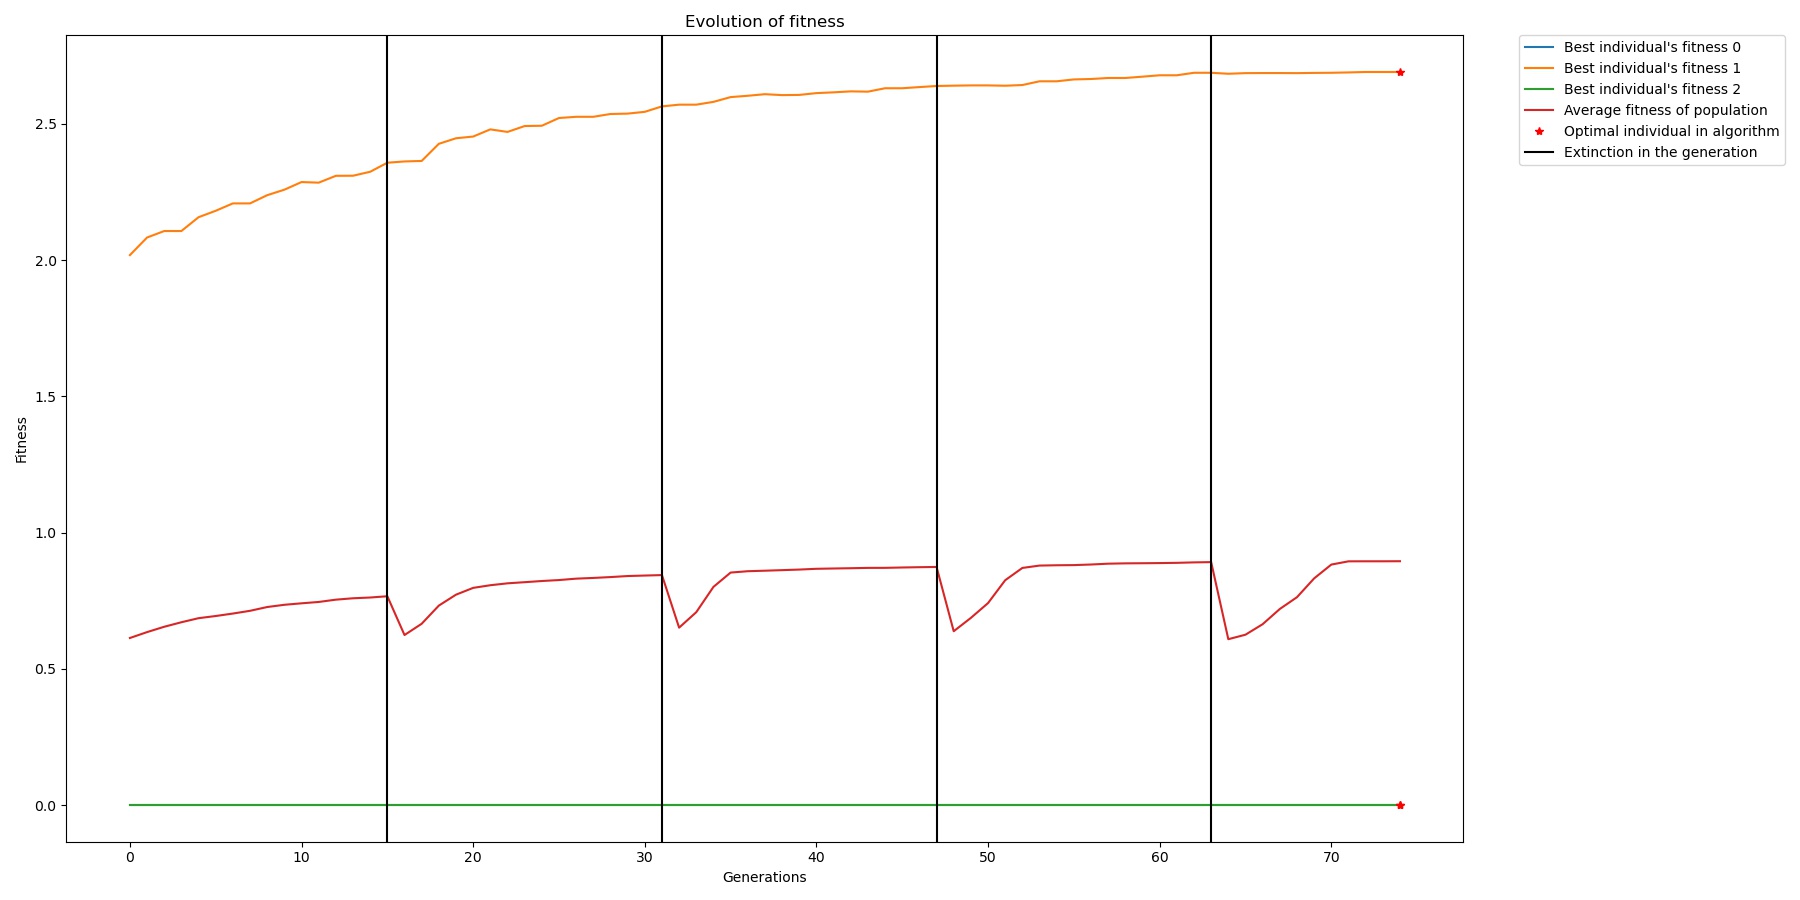 Evolution of fitness
Best individual's fitness 0
Best individual's fitness 1
Best individual's fitness 2
Average fitness of population
Optimal individual in algorithm
Extinction in the generation
Fitness
2.5
2.0
1.5
1.0
0.5
0.0
0 10 20 30 40 50 60 70
Generations